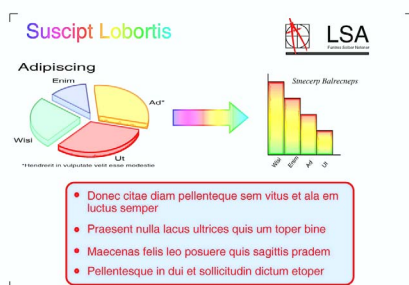 Suscipt Lobortis
LSA
Adipiscing
Enim
Ad*
Wisi
Ut
*Hendrerit in vulputate velit esse modestie
Smecerp Balrecneps
Wisi
Enim
Ad
Ut
• Donec citae diam pellenteque sem vitus et ala em
luctus semper
• Praesent nulla lacus ultrices quis um toper bine
• Maecenas felis leo posuere quis sagittis pradem
• Pellentesque in dui et sollicitudin dictum etoper